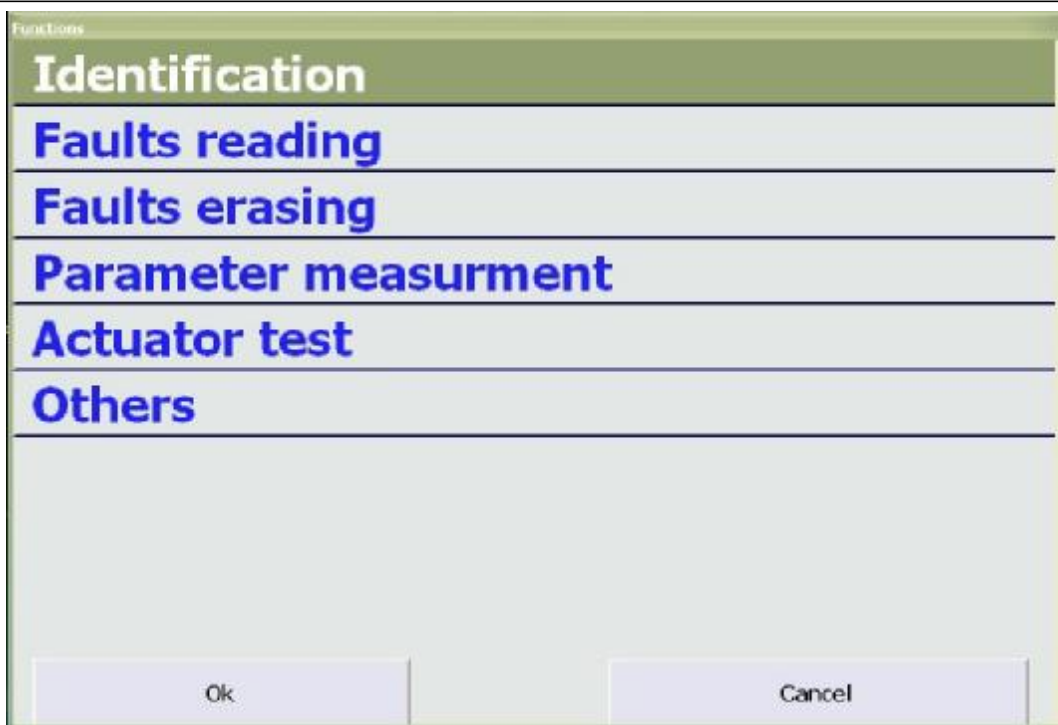 Functions
Identification
Faults reading
Faults erasing
Parameter measurment
Actuator test
Others
Ok
Cancel